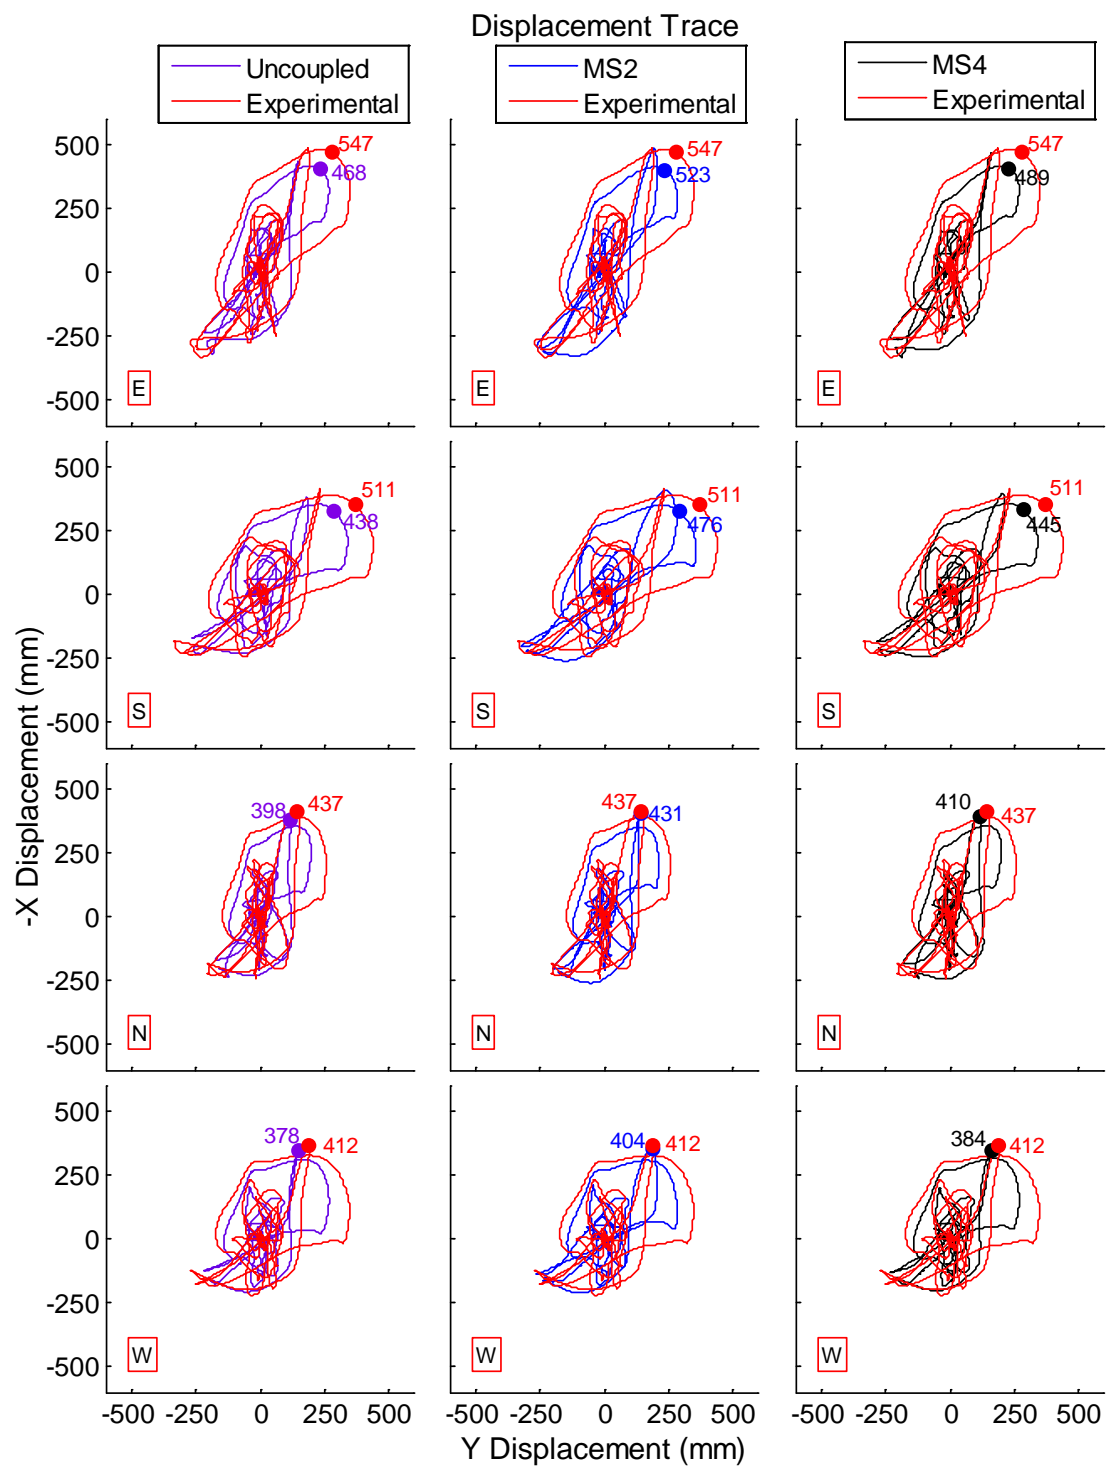 Displacement Trace
Uncoupled
Experimental
MS2
Experimental
MS4
Experimental
500
250
0
-250
-500
547
468
E
547
523
E
547
489
E
500
250
0
-250
-500
511
438
S
511
476
S
511
445
S
-X Displacement (mm)
500
250
0
-250
-500
398 437
N
437 431
N
410 437
N
500
250
0
-250
-500
378 412
W
404 412
W
384 412
W
-500 -250 0 250 500
-500 -250 0 250 500
-500 -250 0 250 500
Y Displacement (mm)